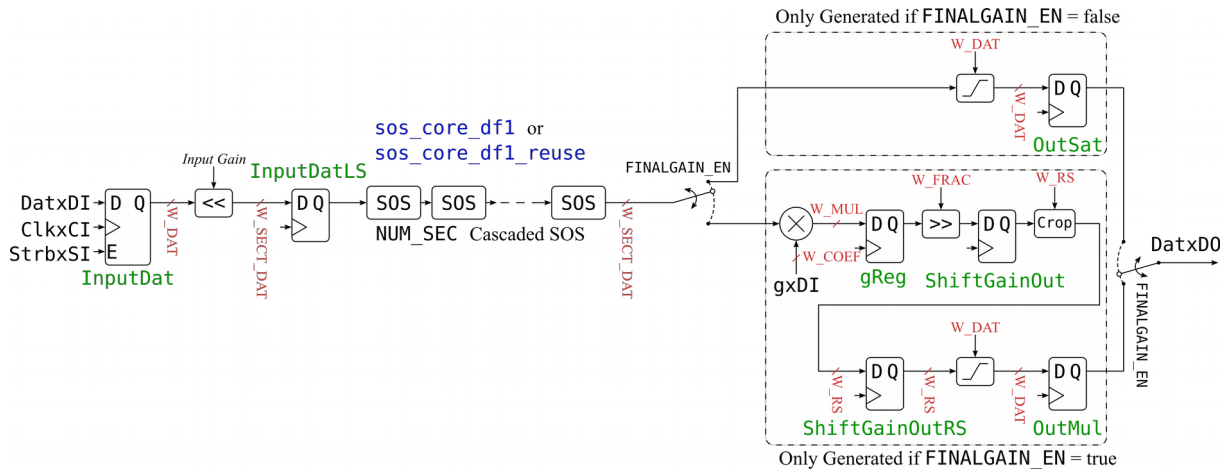 Only Generated if FINALGAIN_EN = false
W_DAT
D Q
W_DAT
OutSat
sos_core_df1 or
sos_core_df1_reuse
Input Gain
InputDatLS
FINALGAIN_EN
DatxDI
ClkxCI
StrbxSI
D Q
E
InputDat
W_DAT
<<
W_SECT_DAT
D Q
SOS
SOS
SOS
NUM_SEC Cascaded SOS
W_SECT_DAT
W_FRAC
W_RS
W_MUL
W_COEF
gxDI
D Q
gReg
>>
D Q
ShiftGainOut
Crop
DatxDO
FINALGAIN_EN
W_DAT
W_RS
D Q
W_RS
ShiftGainOutRS
W_DAT
D Q
OutMul
Only Generated if FINALGAIN_EN = true